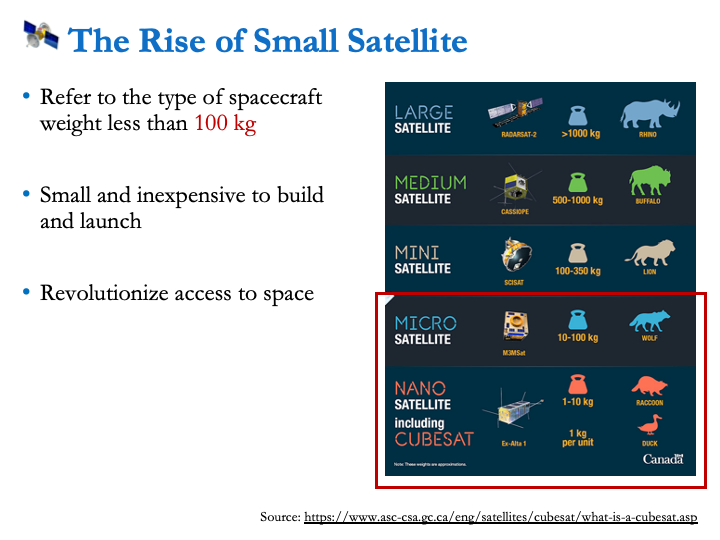 The Rise of Small Satellite
• Refer to the type of spacecraft
weight less than 100 kg
• Small and inexpensive to build
and launch
• Revolutionize access to space
LARGE
SATELLITE
RADARSAT-2
>1000 kg
RHINO
MEDIUM
SATELLITE
CASSIOPE
500-1000 kg
BUFFALO
MINI
SATELLITE
SCISAT
100-350 kg
LION
MICRO
SATELLITE
M3MSat
10-100 kg
WOLF
NANO
SATELLITE
including
CUBESAT
Ex-Alta 1
1-10 kg
RACCOON
1 kg
per unit
DUCK
Note: These weights are approximations.
Canada
Source: https://www.asc-csa.gc.ca/eng/satellites/cubesat/what-is-a-cubesat.asp